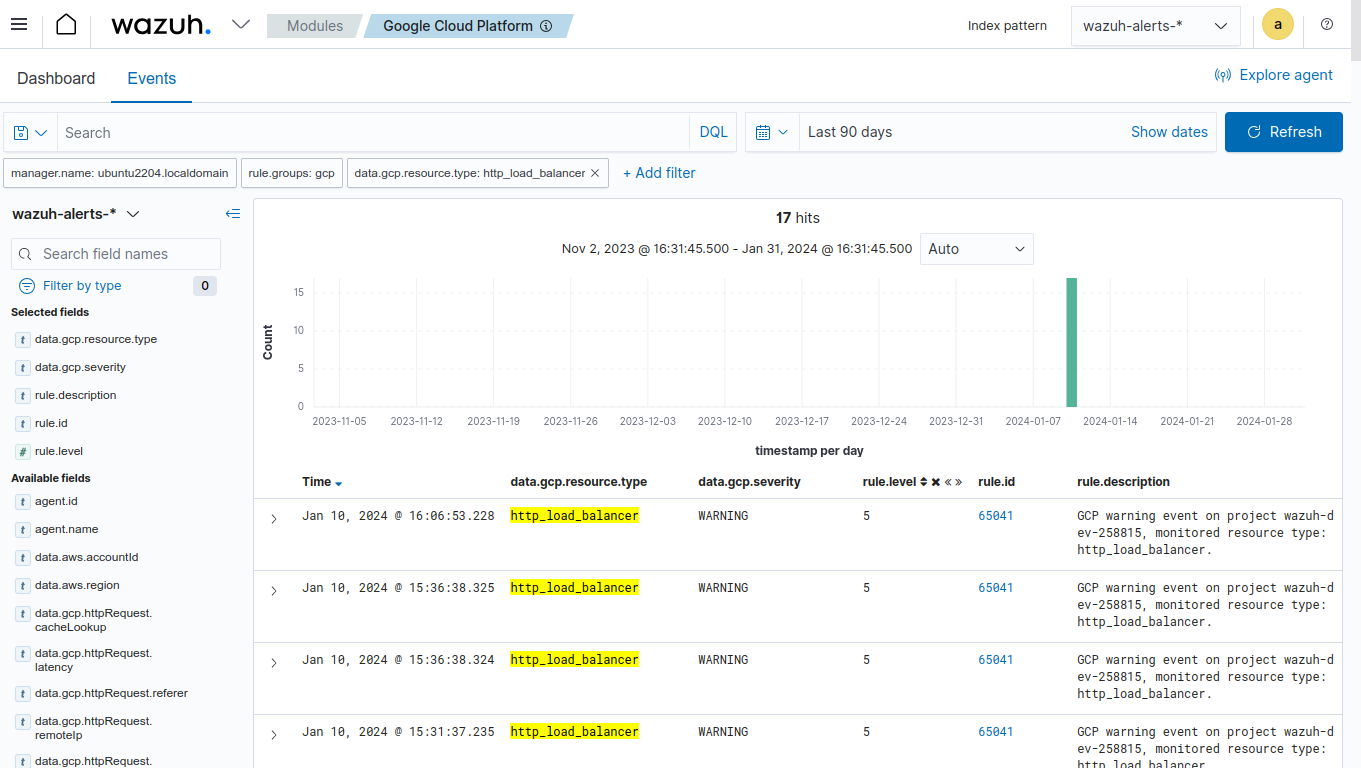 wazuh.
Modules
Google Cloud Platform
Index pattern
wazuh-alerts-*
a
Dashboard
Events
Explore agent
Search
DQL
Last 90 days
Show dates
Refresh
manager.name: ubuntu2204.localdomain
rule.groups: gcp
data.gcp.resource.type: http_load_balancer ×
+ Add filter
wazuh-alerts-*
Search field names
Filter by type
0
Selected fields
t data.gcp.resource.type
t data.gcp.severity
t rule.description
t rule.id
# rule.level
Available fields
t agent.id
t agent.name
t data.aws.accountId
t data.aws.region
t data.gcp.httpRequest.
cacheLookup
t data.gcp.httpRequest.
latency
t data.gcp.httpRequest.referer
t data.gcp.httpRequest.
remoteIp
t data.gcp.httpRequest.
17 hits
Nov 2, 2023 @ 16:31:45.500 - Jan 31, 2024 @ 16:31:45.500
Auto
Count
15
10
5
0
2023-11-05 2023-11-12 2023-11-19 2023-11-26 2023-12-03 2023-12-10 2023-12-17 2023-12-24 2023-12-31 2024-01-07 2024-01-14 2024-01-21 2024-01-28
timestamp per day
Time data.gcp.resource.type data.gcp.severity rule.level rule.id rule.description
Jan 10, 2024 @ 16:06:53.228 http_load_balancer WARNING 5 65041 GCP warning event on project wazuh-d
ev-258815, monitored resource type:
http_load_balancer.
Jan 10, 2024 @ 15:36:38.325 http_load_balancer WARNING 5 65041 GCP warning event on project wazuh-d
ev-258815, monitored resource type:
http_load_balancer.
Jan 10, 2024 @ 15:36:38.324 http_load_balancer WARNING 5 65041 GCP warning event on project wazuh-d
ev-258815, monitored resource type:
http_load_balancer.
Jan 10, 2024 @ 15:31:37.235 http_load_balancer WARNING 5 65041 GCP warning event on project wazuh-d
ev-258815, monitored resource type:
http_load_balancer.